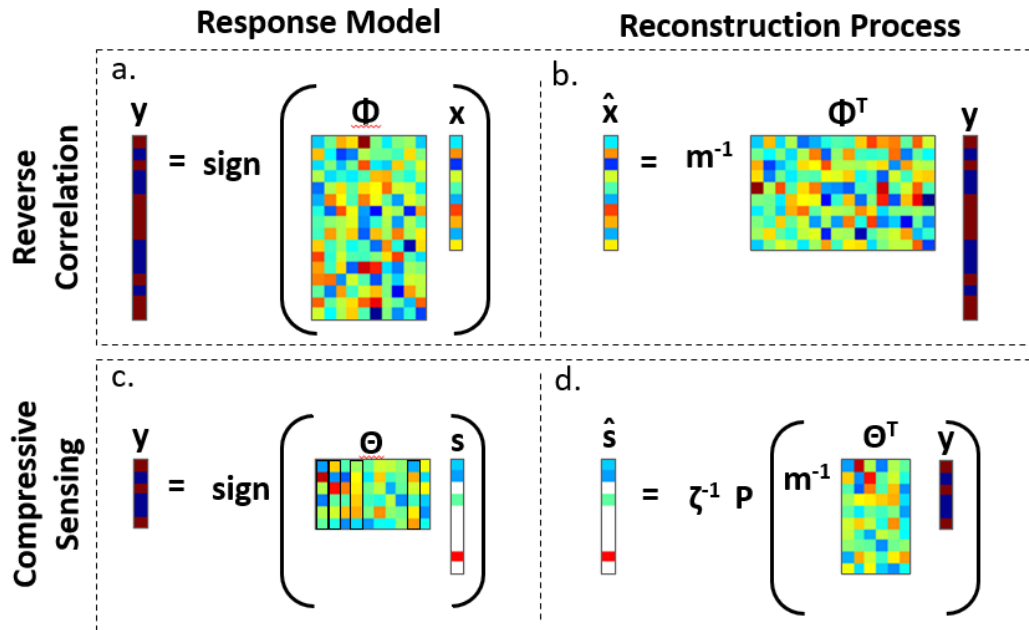 Response Model
Reconstruction Process
Reverse Correlation
a.
y = sign ( Φ x )
b.
x̂ = m⁻¹ Φᵀ y
Compressive Sensing
c.
y = sign ( Θ s )
d.
ŝ = ζ⁻¹ P ( m⁻¹ Θᵀ y )